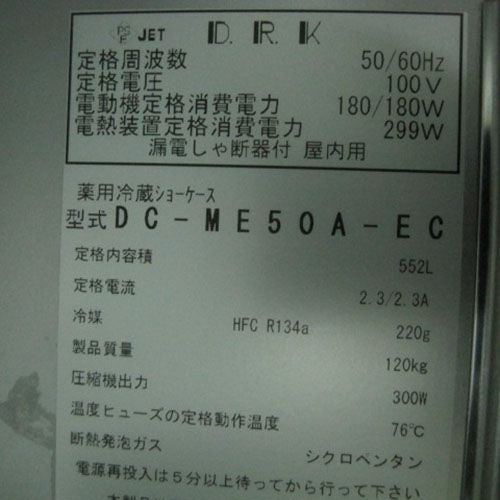 PSE JET D.R.K
定格周波数 50/60Hz
定格電圧 100V
電動機定格消費電力 180/180W
電熱装置定格消費電力 299W
漏電しゃ断器付 屋内用
薬用冷蔵ショーケース
型式 DC-ME50A-EC
定格内容積 552L
定格電流 2.3/2.3A
冷媒 HFC R134a 220g
製品質量 120kg
圧縮機出力 300W
温度ヒューズの定格動作温度 76℃
断熱発泡ガス シクロペンタン
電源再投入は5分以上待ってから行って下さい